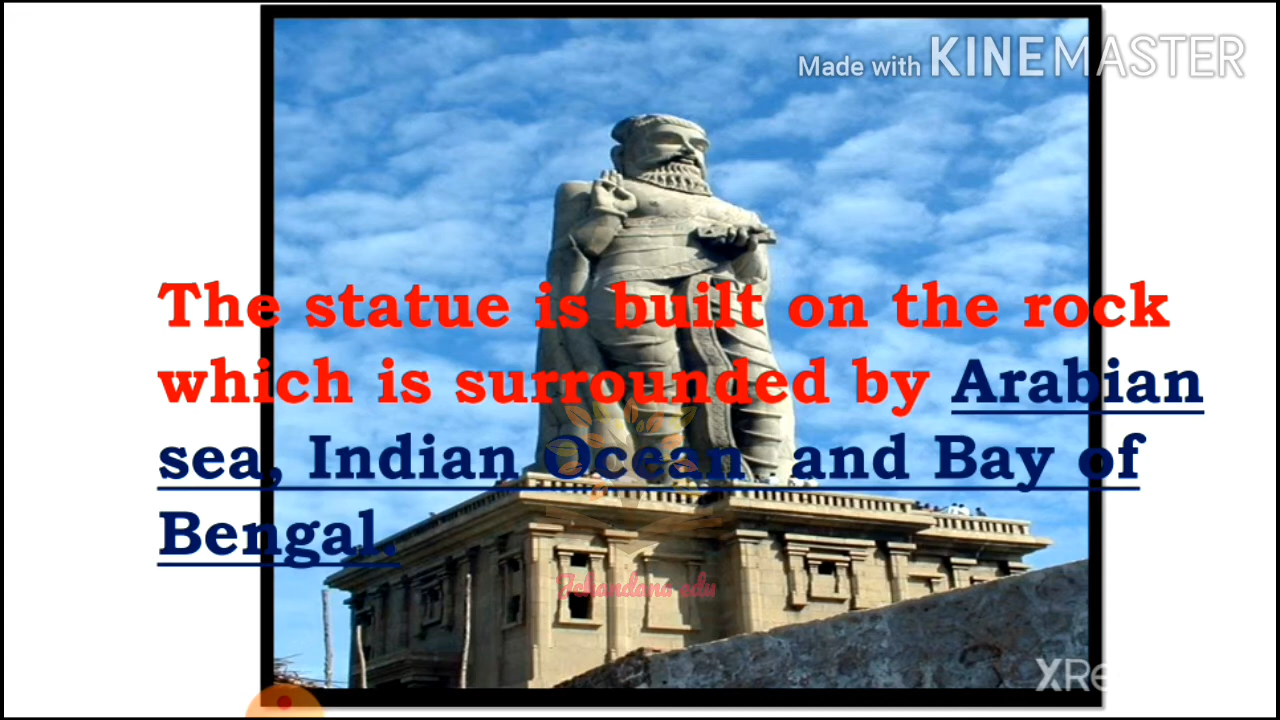 Made with KINEMASTER
The statue is built on the rock
which is surrounded by Arabian
sea, Indian Ocean and Bay of
Bengal.
edu